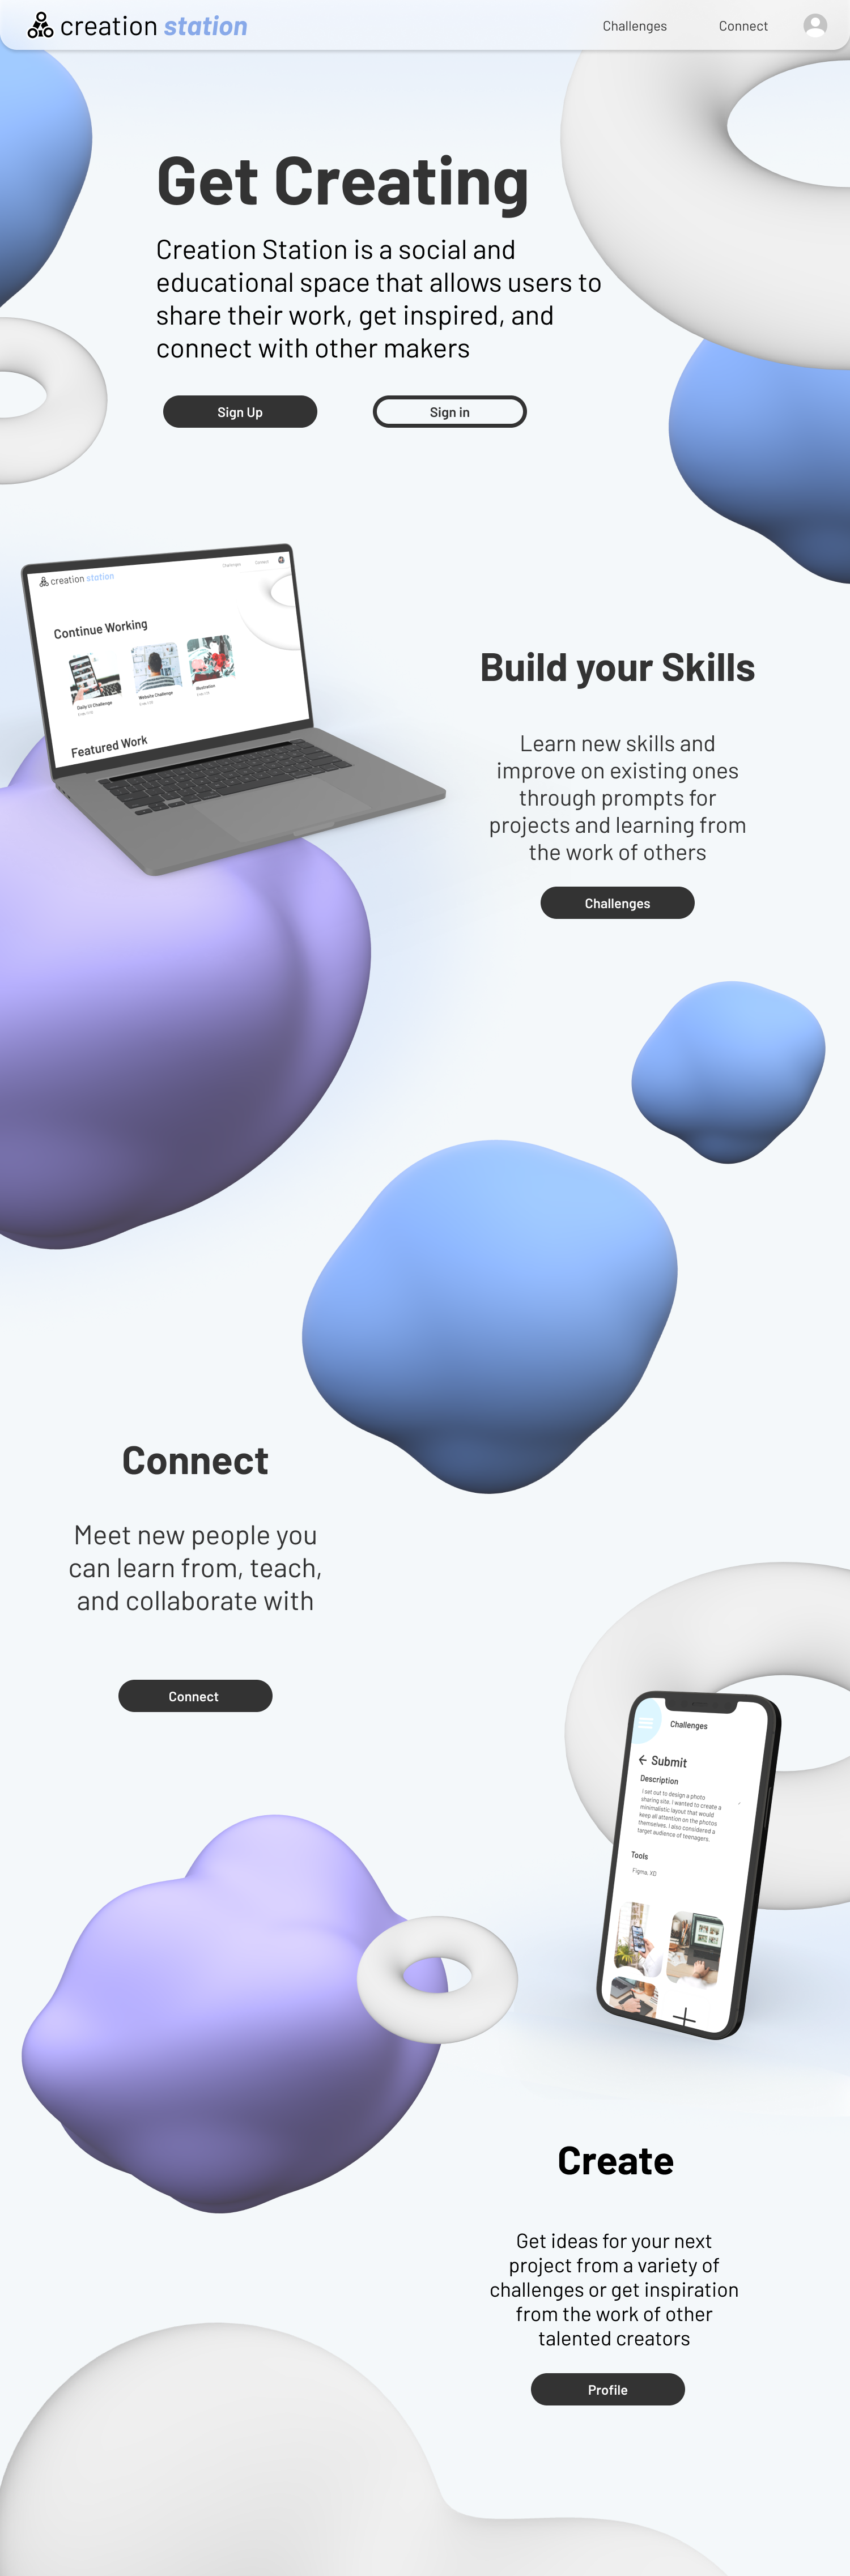 creation station
Challenges
Connect
Get Creating
Creation Station is a social and
educational space that allows users to
share their work, get inspired, and
connect with other makers
Sign Up
Sign in
creation station
Challenges
Connect
Continue Working
Daily UI Challenge
Website Challenge
Illustration
Featured Work
Build your Skills
Learn new skills and
improve on existing ones
through prompts for
projects and learning from
the work of others
Challenges
Connect
Meet new people you
can learn from, teach,
and collaborate with
Connect
Challenges
Submit
Description
I set out to design a photo
sharing site. I wanted to create a
minimalistic layout that would
keep all attention on the photos
themselves. I also considered a
target audience of teenagers.
Tools
Figma, XD
Create
Get ideas for your next
project from a variety of
challenges or get inspiration
from the work of other
talented creators
Profile